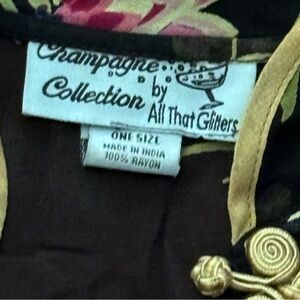 Champagne
Collection by
All That Glitters
ONE SIZE
MADE IN INDIA
100% RAYON